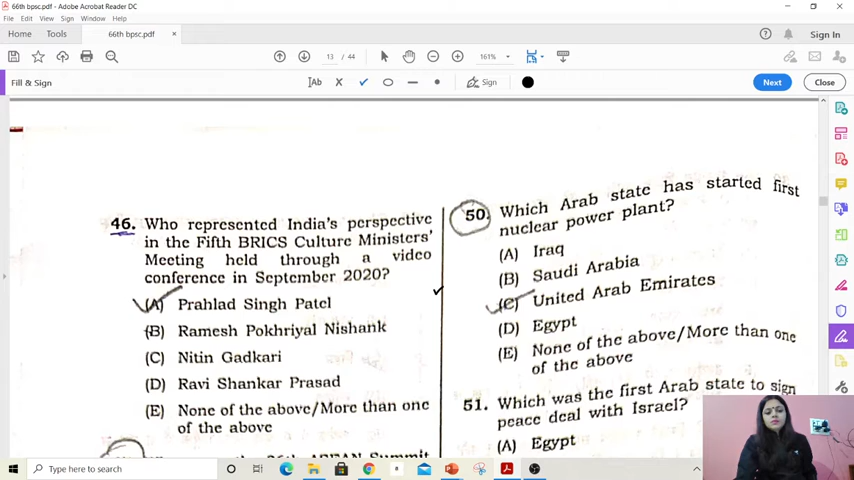 66th bpsc.pdf - Adobe Acrobat Reader DC
File Edit View Sign Window Help
Home Tools 66th bpsc.pdf × Sign In
13 / 44 161%
Fill & Sign Ab Sign Next Close
46. Who represented India's perspective
in the Fifth BRICS Culture Ministers'
Meeting held through a video
conference in September 2020?
(A) Prahlad Singh Patel
(B) Ramesh Pokhriyal Nishank
(C) Nitin Gadkari
(D) Ravi Shankar Prasad
(E) None of the above/More than one
of the above
50. Which Arab state has started first
nuclear power plant?
(A) Iraq
(B) Saudi Arabia
(C) United Arab Emirates
(D) Egypt
(E) None of the above/More than one
of the above
51. Which was the first Arab state to sign
peace deal with Israel?
(A) Egypt
Type here to search